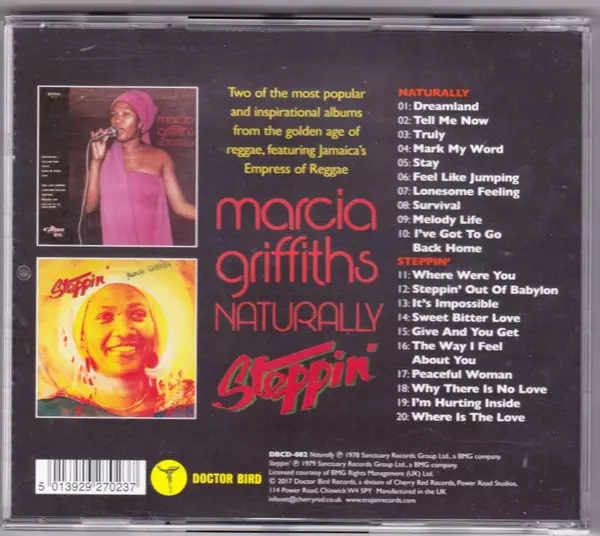 marcia
griffiths
NATURALLY
Steppin'
Marcia Griffiths
Two of the most popular
and inspirational albums
from the golden age of
reggae, featuring Jamaica's
Empress of Reggae
marcia
griffiths
NATURALLY
Steppin'
NATURALLY
01: Dreamland
02: Tell Me Now
03: Truly
04: Mark My Word
05: Stay
06: Feel Like Jumping
07: Lonesome Feeling
08: Survival
09: Melody Life
10: I've Got To Go
Back Home
STEPPIN'
11: Where Were You
12: Steppin' Out Of Babylon
13: It's Impossible
14: Sweet Bitter Love
15: Give And You Get
16: The Way I Feel
About You
17: Peaceful Woman
18: Why There Is No Love
19: I'm Hurting Inside
20: Where Is The Love
5 013929 270237
DOCTOR BIRD
DBCD-082 Naturally ℗ 1978 Sanctuary Records Group Ltd., a BMG company.
Steppin' ℗ 1979 Sanctuary Records Group Ltd., a BMG company.
Licensed courtesy of BMG Rights Management (UK) Ltd.
© 2017 Doctor Bird Records, a division of Cherry Red Records, Power Road Studios,
114 Power Road, Chiswick W4 5PY Manufactured in the UK
infonet@cherryred.co.uk www.trojanrecords.com